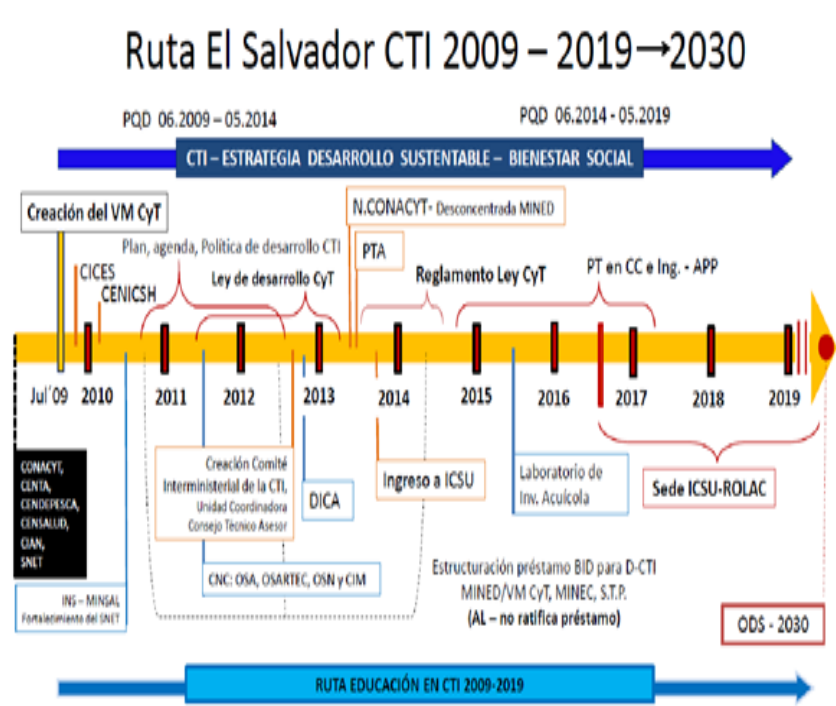 Ruta El Salvador CTI 2009 – 2019→2030
PQD 06.2009 – 05.2014
PQD 06.2014 - 05.2019
CTI – ESTRATEGIA DESARROLLO SUSTENTABLE – BIENESTAR SOCIAL
Creación del VM CyT
N.CONACYT- Desconcentrada MINED
Plan, agenda, Política de desarrollo CTI
PTA
CICES
CENICSH
Ley de desarrollo CyT
Reglamento Ley CyT
PT en CC e Ing. - APP
Jul´09
2010
2011
2012
2013
2014
2015
2016
2017
2018
2019
CONACYT,
CENTA,
CENDEPESCA,
CENSALUD,
CIAN,
SNET
Creación Comité
Interministerial de la CTI,
Unidad Coordinadora
Consejo Técnico Asesor
DICA
Ingreso a ICSU
Laboratorio de
Inv. Acuícola
Sede ICSU-ROLAC
CNC: OSA, OSARTEC, OSN y CIM
INS – MINSAL
Fortalecimiento del SNET
Estructuración préstamo BID para D-CTI
MINED/VM CyT, MINEC, S.T.P.
(AL – no ratifica préstamo)
ODS - 2030
RUTA EDUCACIÓN EN CTI 2009-2019